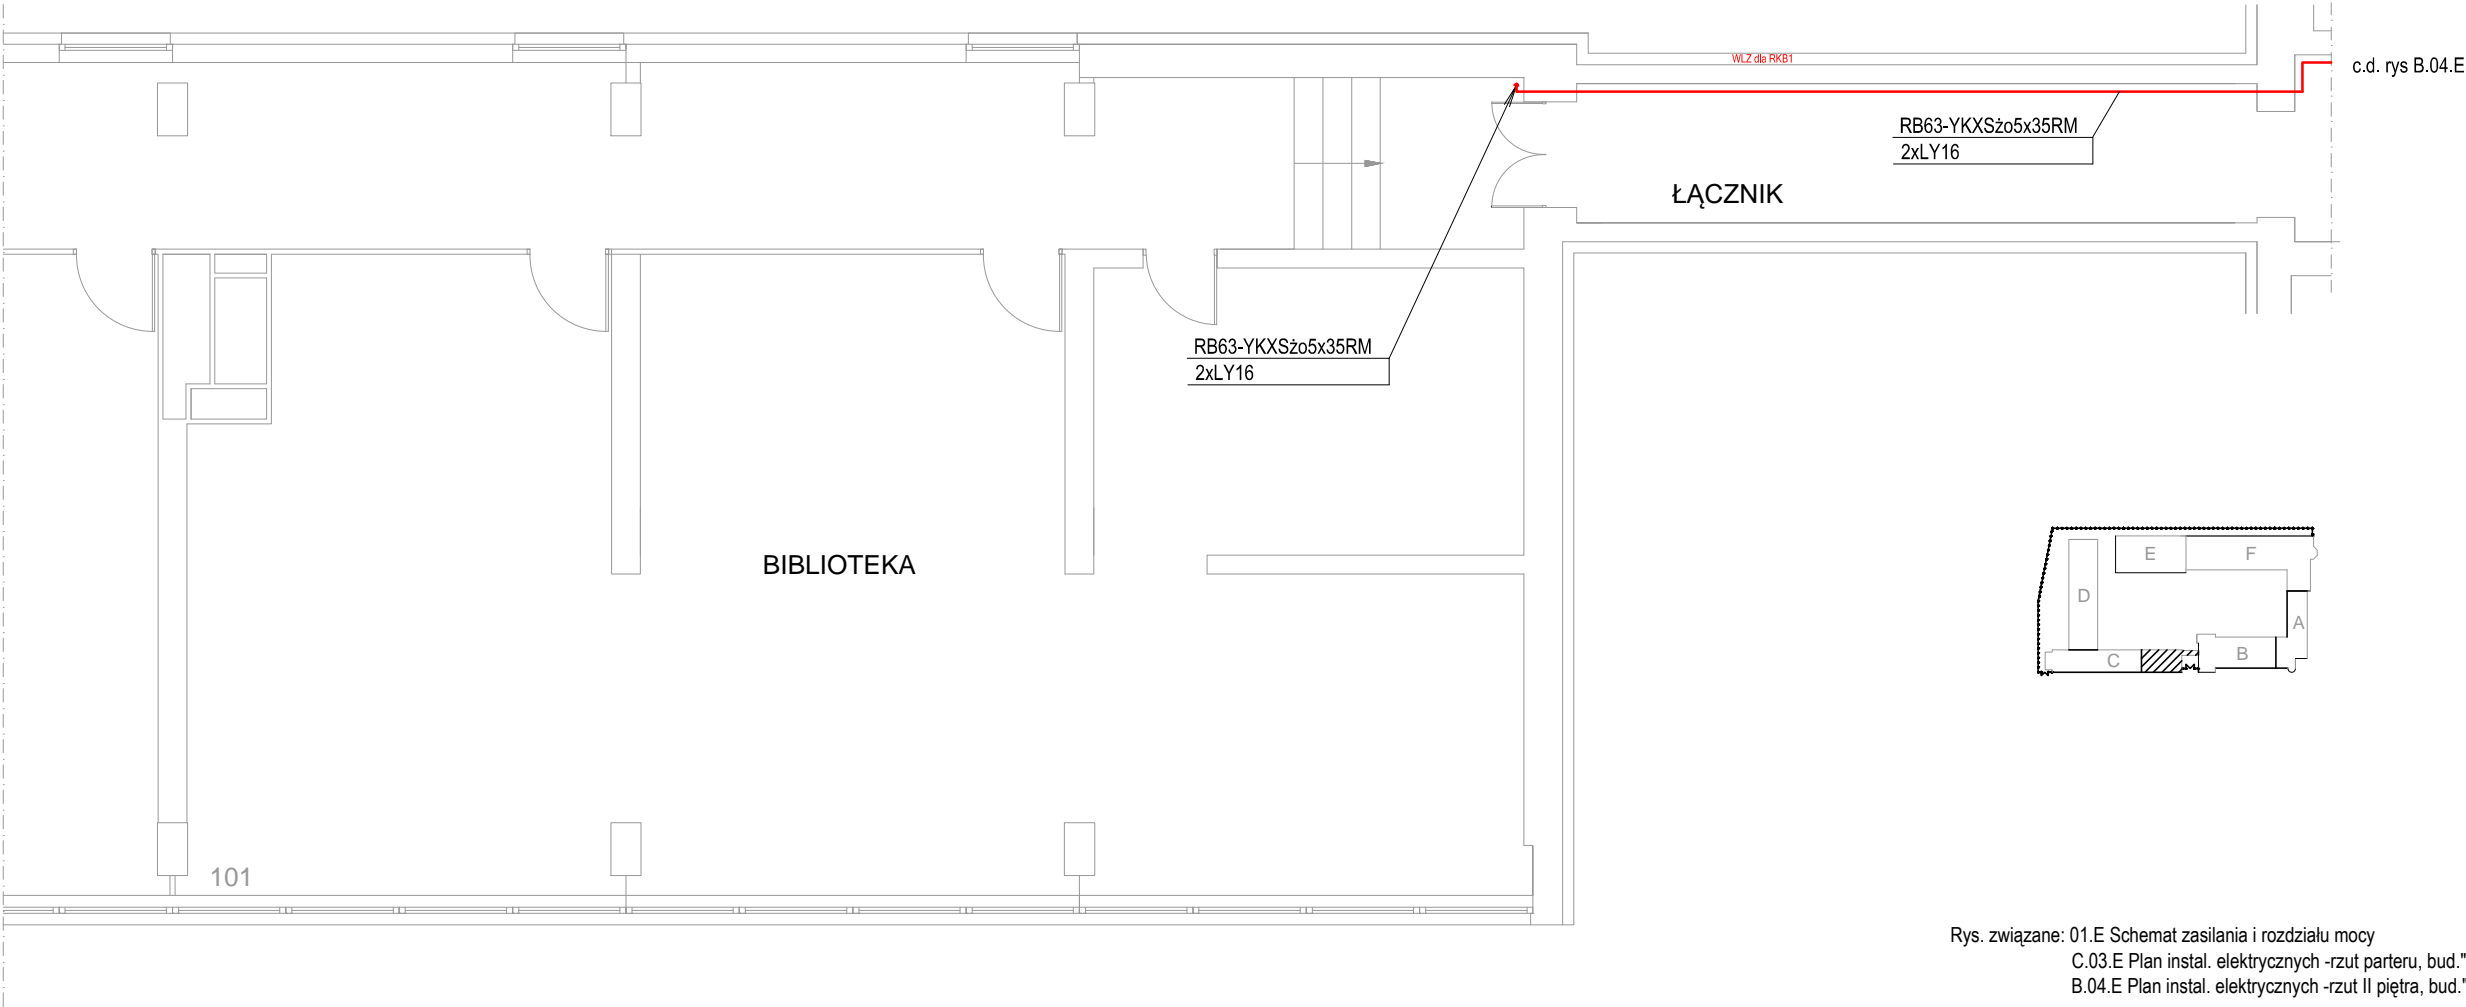 WLZ dla RKB1
c.d. rys B.04.E
RB63-YKXSżo5x35RM
2xLY16
ŁĄCZNIK
RB63-YKXSżo5x35RM
2xLY16
BIBLIOTEKA
E
F
D
A
B
C
101
Rys. związane: 01.E Schemat zasilania i rozdziału mocy
C.03.E Plan instal. elektrycznych -rzut parteru, bud."
B.04.E Plan instal. elektrycznych -rzut II piętra, bud."